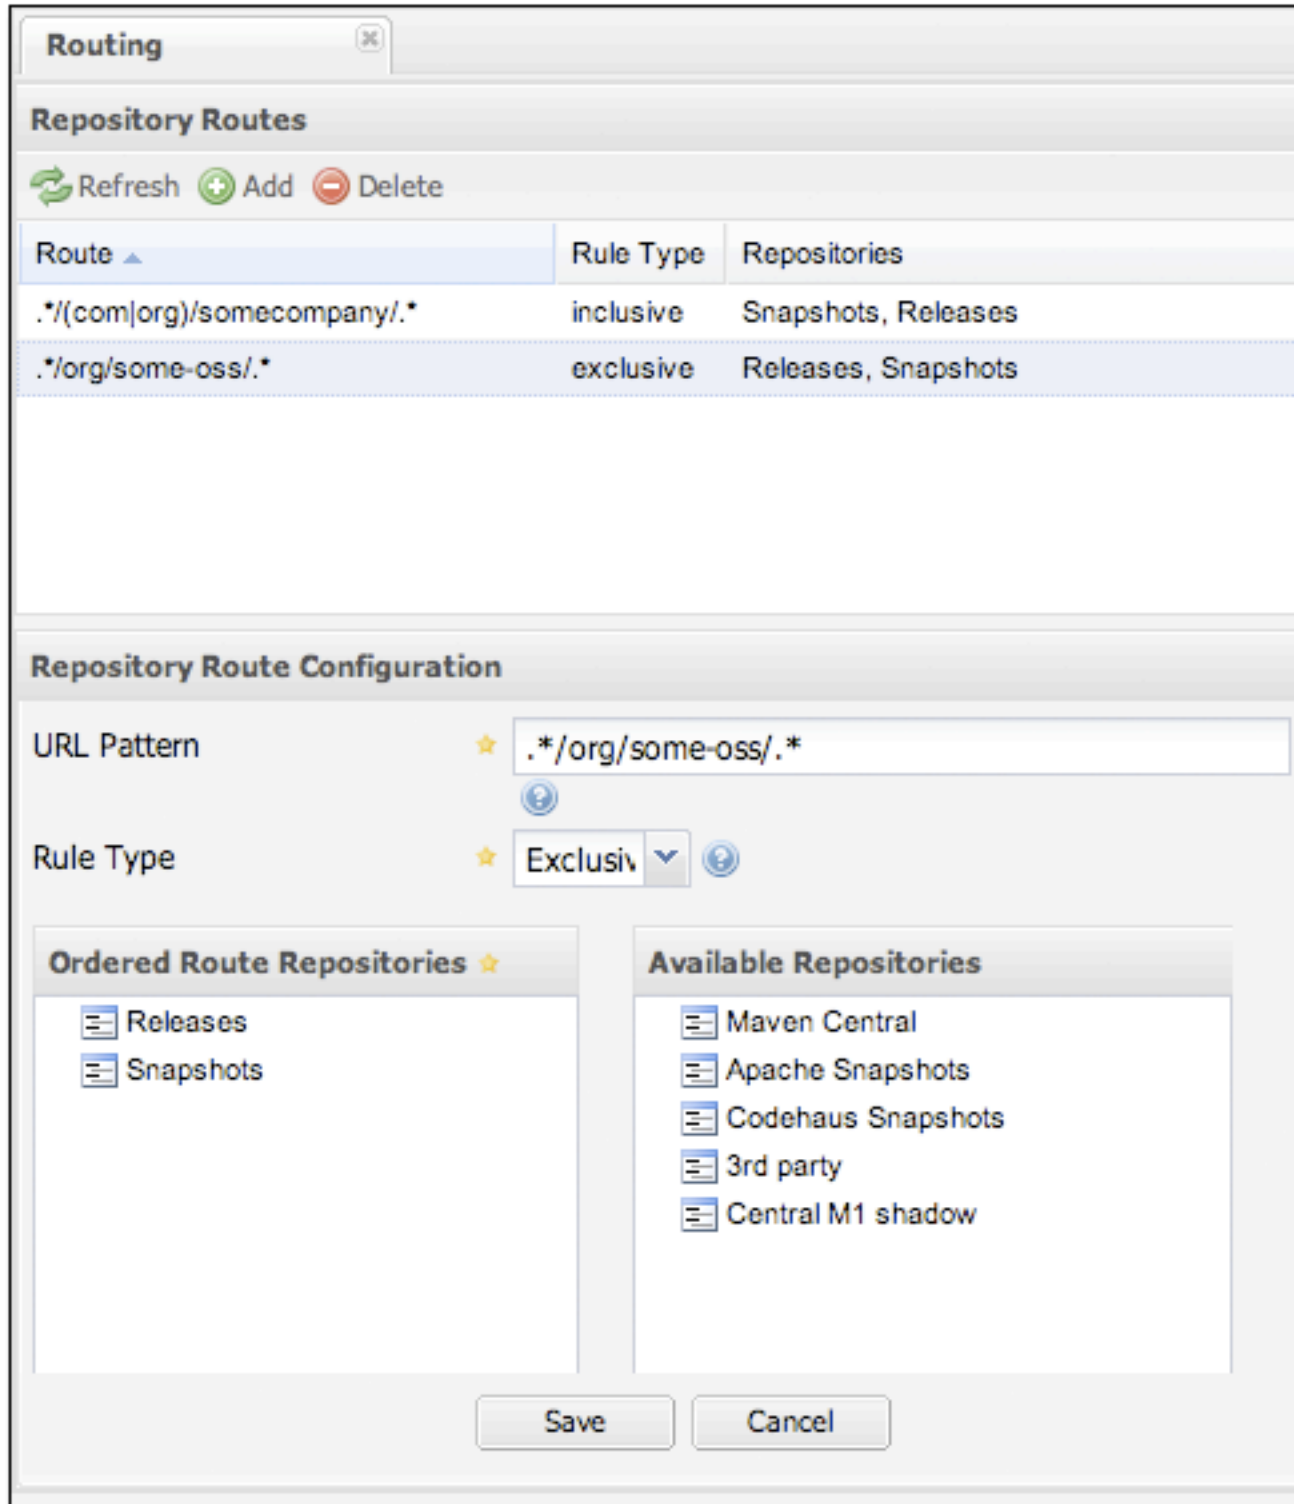 Routing
Repository Routes
Refresh Add Delete
Route Rule Type Repositories
.*/(com|org)/somecompany/.* inclusive Snapshots, Releases
.*/org/some-oss/.* exclusive Releases, Snapshots
Repository Route Configuration
URL Pattern .*/org/some-oss/.*
Rule Type Exclusiv
Ordered Route Repositories Available Repositories
Releases Maven Central
Snapshots Apache Snapshots
Codehaus Snapshots
3rd party
Central M1 shadow
Save Cancel